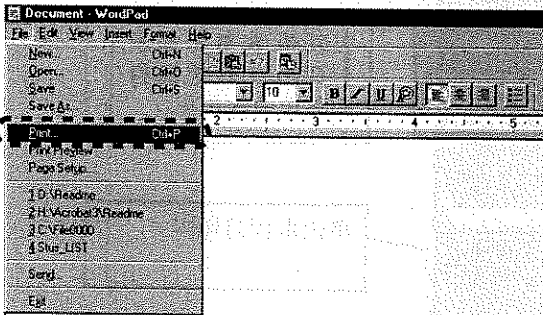 Document - WordPad
File Edit View Insert Format Help
New... Ctrl+N
Open... Ctrl+O
Save Ctrl+S
Save As...
10 B / U
Print... Ctrl+P
2 3 4 5
Print Preview
Page Setup...
1 D:\Readme
2 H:\Acrobat3\Readme
3 C:\File0000
4 Stus_LIST
Send...
Exit